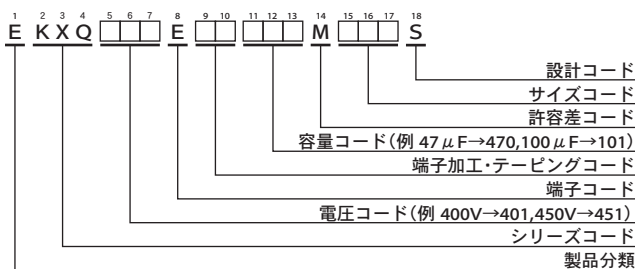 1 2 3 4 5 6 7 8 9 10 11 12 13 14 15 16 17 18
E K X Q □□□ E □□ □□□ M □□□ S
設計コード
サイズコード
許容差コード
容量コード(例 47μF→470,100μF→101)
端子加工・テーピングコード
端子コード
電圧コード(例 400V→401,450V→451)
シリーズコード
製品分類